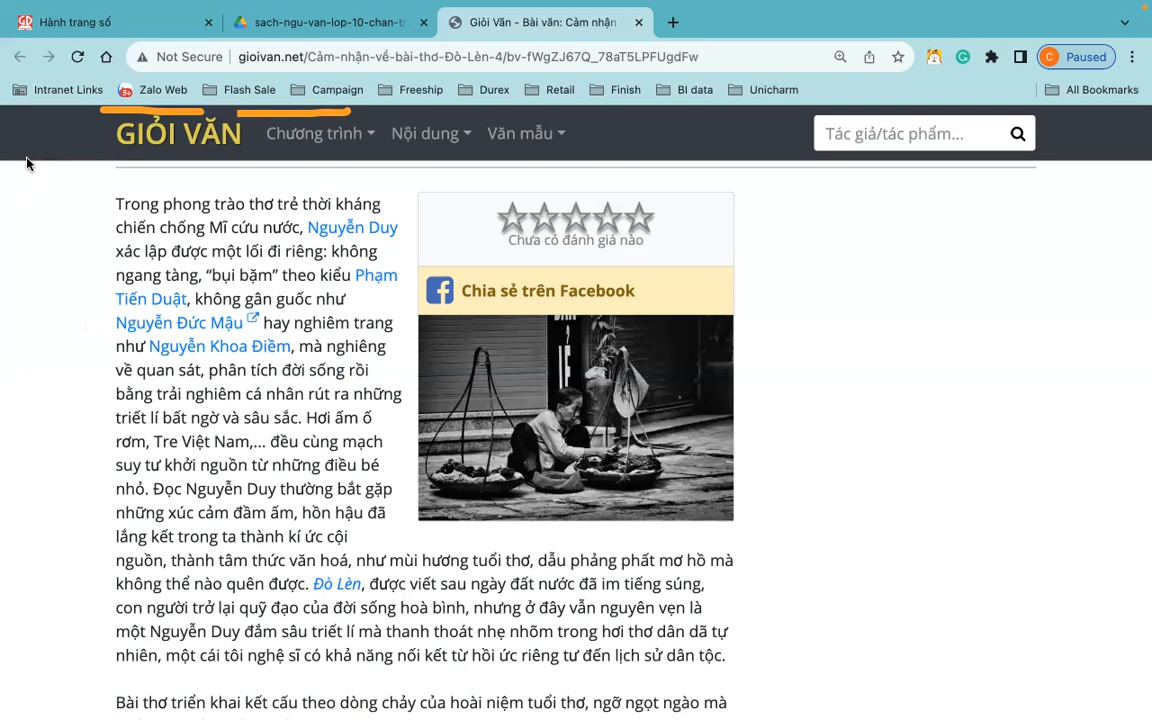 Hành trang số
sach-ngu-van-lop-10-chan-tr
Giỏi Văn - Bài văn: Cảm nhận
Not Secure
gioivan.net/Cảm-nhận-về-bài-thơ-Đò-Lèn-4/bv-fWgZJ67Q_78aT5LPFUgdFw
C Paused
Intranet Links
Zalo Web
Flash Sale
Campaign
Freeship
Durex
Retail
Finish
BI data
Unicharm
All Bookmarks
GIỎI VĂN
Chương trình
Nội dung
Văn mẫu
Tác giả/tác phẩm...
Trong phong trào thơ trẻ thời kháng
chiến chống Mĩ cứu nước, Nguyễn Duy
xác lập được một lối đi riêng: không
ngang tàng, “bụi bặm” theo kiểu Phạm
Tiến Duật, không gân guốc như
Nguyễn Đức Mậu hay nghiêm trang
như Nguyễn Khoa Điềm, mà nghiêng
về quan sát, phân tích đời sống rồi
bằng trải nghiêm cá nhân rút ra những
triết lí bất ngờ và sâu sắc. Hơi ấm ổ
rơm, Tre Việt Nam,... đều cùng mạch
suy tư khởi nguồn từ những điều bé
nhỏ. Đọc Nguyễn Duy thường bắt gặp
những xúc cảm đầm ấm, hồn hậu đã
lắng kết trong ta thành kí ức cội
nguồn, thành tâm thức văn hoá, như mùi hương tuổi thơ, dẫu phảng phất mơ hồ mà
không thể nào quên được. Đò Lèn, được viết sau ngày đất nước đã im tiếng súng,
con người trở lại quỹ đạo của đời sống hoà bình, nhưng ở đây vẫn nguyên vẹn là
một Nguyễn Duy đắm sâu triết lí mà thanh thoát nhẹ nhõm trong hơi thơ dân dã tự
nhiên, một cái tôi nghệ sĩ có khả năng nối kết từ hồi ức riêng tư đến lịch sử dân tộc.
Bài thơ triển khai kết cấu theo dòng chảy của hoài niệm tuổi thơ, ngỡ ngọt ngào mà
Chưa có đánh giá nào
Chia sẻ trên Facebook